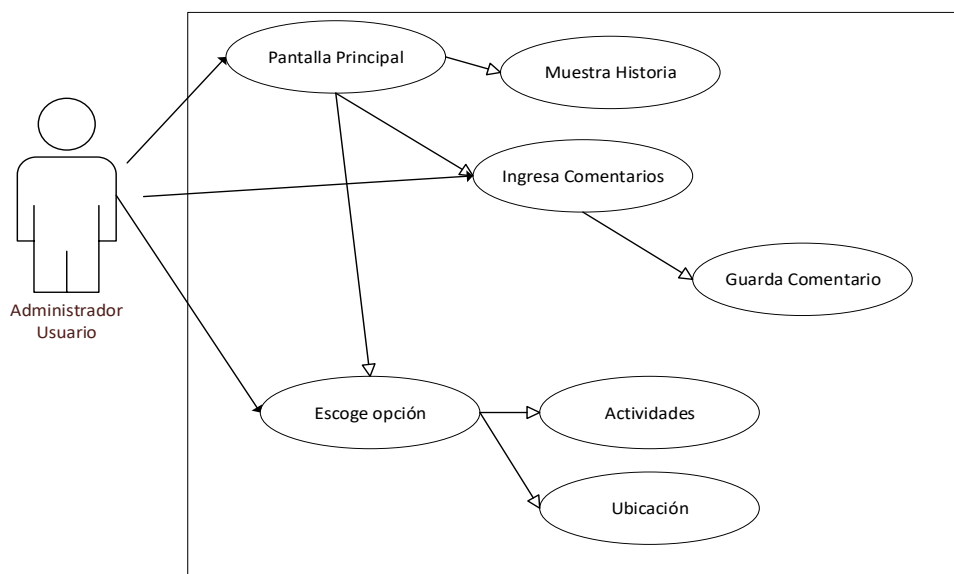 Pantalla Principal
Muestra Historia
Ingresa Comentarios
Guarda Comentario
Administrador
Usuario
Escoge opción
Actividades
Ubicación